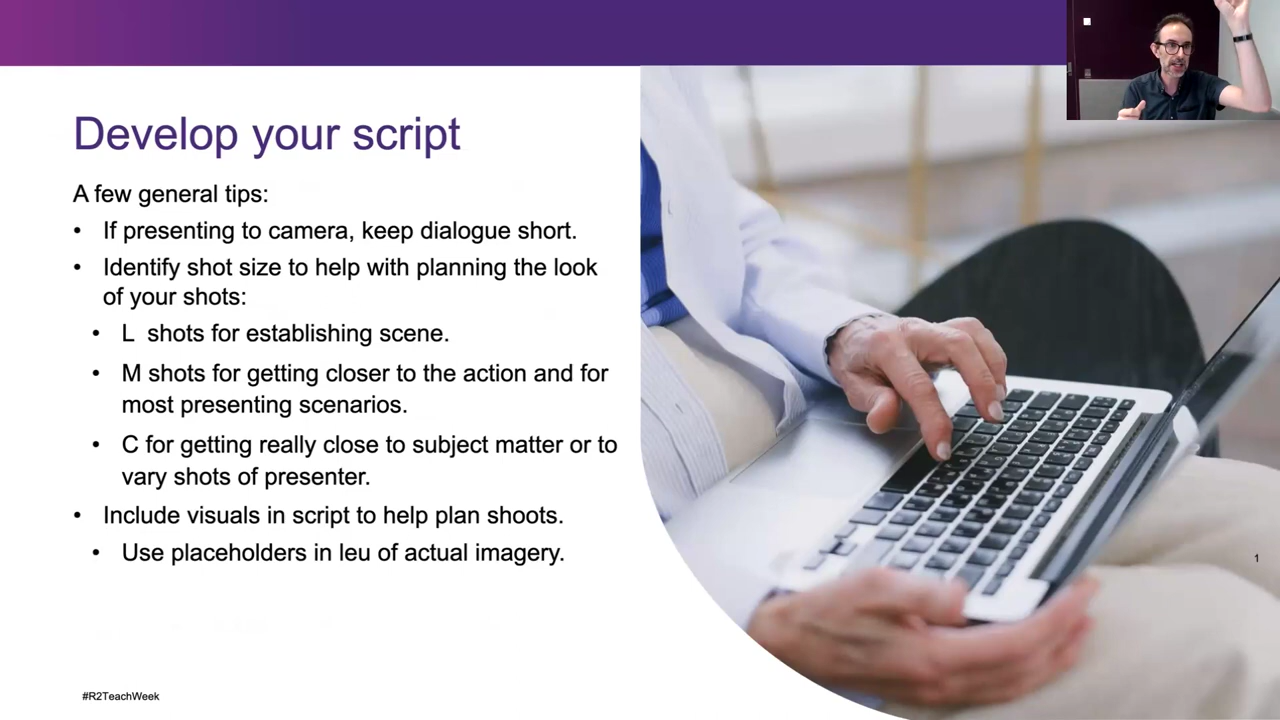 Develop your script
A few general tips:
• If presenting to camera, keep dialogue short.
• Identify shot size to help with planning the look
of your shots:
• L  shots for establishing scene.
• M shots for getting closer to the action and for
most presenting scenarios.
• C for getting really close to subject matter or to
vary shots of presenter.
• Include visuals in script to help plan shoots.
• Use placeholders in leu of actual imagery.
1
#R2TeachWeek